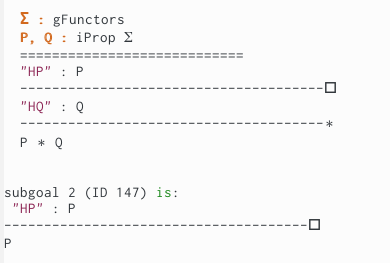 Σ : gFunctors
P, Q : iProp Σ
============================
"HP" : P
--------------------------------------□
"HQ" : Q
--------------------------------------∗
P ∗ Q
subgoal 2 (ID 147) is:
"HP" : P
--------------------------------------□
P